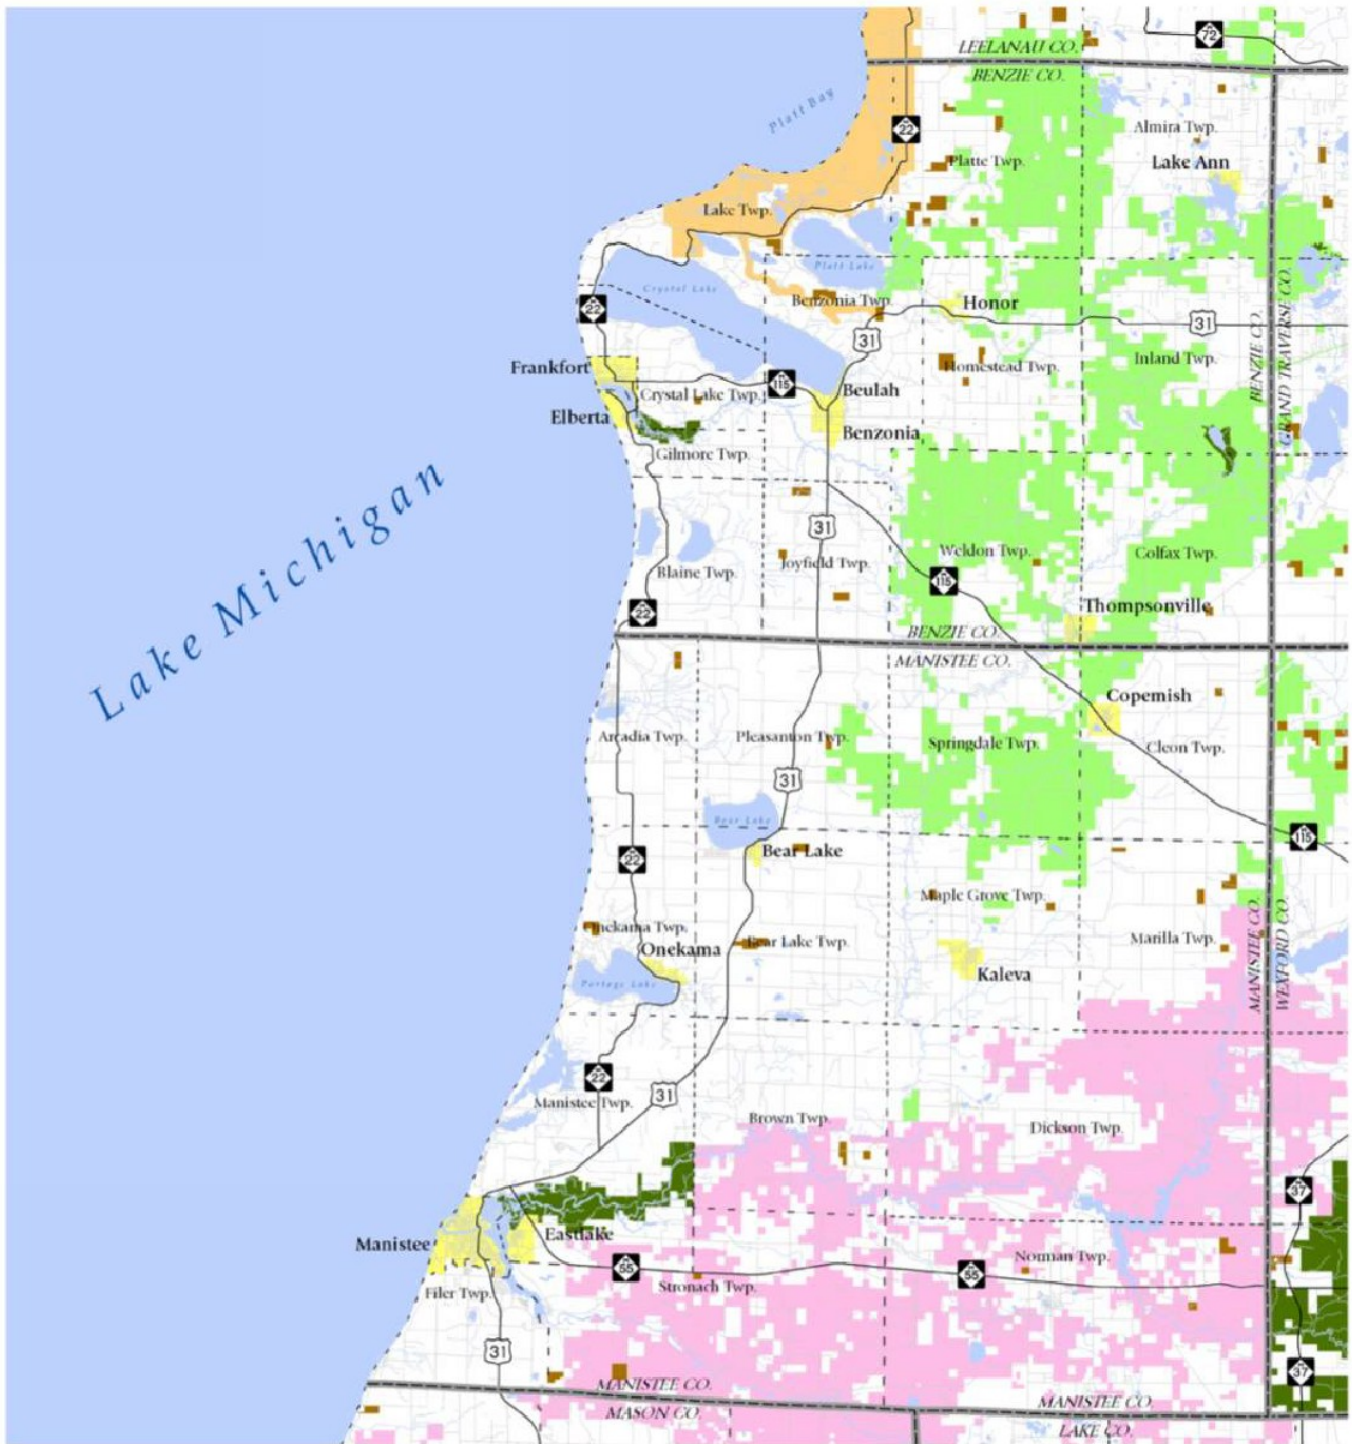 72
LEELANAU CO.
BENZIE CO.
Platt Bay
22
Almira Twp.
Platte Twp.
Lake Ann
Lake Twp.
Platt Lake
Crystal Lake
Benzonia Twp.
Honor
22
31
31
BENZIE CO.
GRAND TRAVERSE CO.
Frankfort
Homestead Twp.
Inland Twp.
M
115
Beulah
Crystal Lake Twp.
Elberta
Benzonia
Gilmore Twp.
Lake Michigan
31
Weldon Twp.
Colfax Twp.
Joyfield Twp.
Blaine Twp.
M
115
Thompsonville
22
BENZIE CO.
MANISTEE CO.
Copemish
Arcadia Twp.
Pleasanton Twp.
Springdale Twp.
Cleon Twp.
31
Bear Lake
M
115
22
Bear Lake
Maple Grove Twp.
MANISTEE CO.
WEXFORD CO.
Onekama Twp.
Bear Lake Twp.
Marilla Twp.
Onekama
Kaleva
Portage Lake
22
31
Manistee Twp.
Brown Twp.
Dickson Twp.
37
Eastlake
Manistee
Norman Twp.
M
55
M
55
Stronach Twp.
Filer Twp.
31
37
MANISTEE CO.
MASON CO.
MANISTEE CO.
LAKE CO.